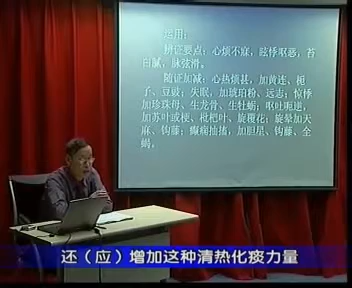 运用:
辨证要点:心烦不寐,眩悸呕恶,苔
白腻,脉弦滑。
随证加减:心热烦甚,加黄连、栀
子、豆豉;失眠,加琥珀粉、远志;惊悸
加珍珠母、生龙骨、生牡蛎;呕吐呃逆,
加苏叶或梗、枇杷叶、旋覆花;眩晕加天
麻、钩藤;癫痫抽搐,加胆星、钩藤、全
蝎。
还(应)增加这种清热化痰力量